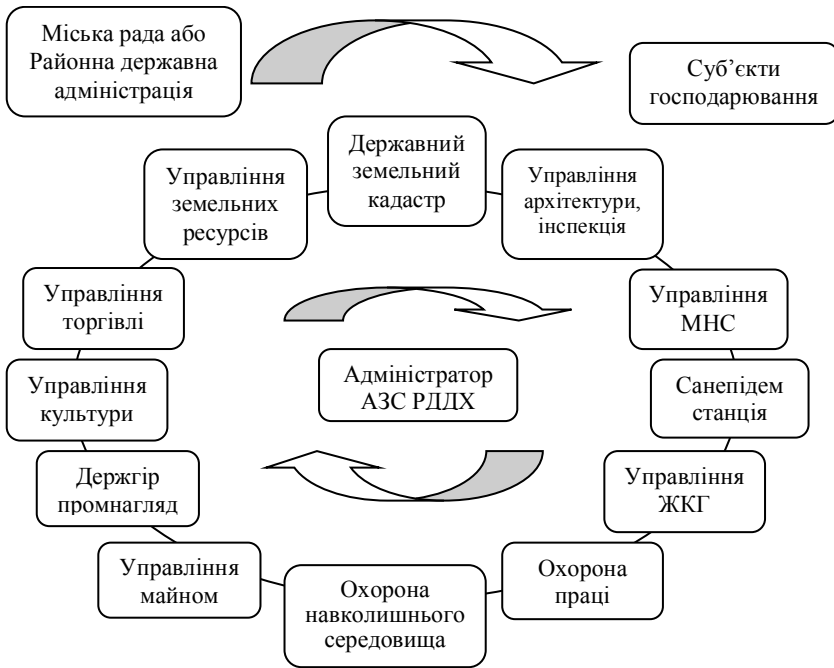 Міська рада або
Районна державна
адміністрація
Суб’єкти
господарювання
Державний
земельний
кадастр
Управління
земельних
ресурсів
Управління
архітектури,
інспекція
Управління
торгівлі
Управління
МНС
Адміністратор
АЗС РДДХ
Управління
культури
Санепідем
станція
Держгір
промнагляд
Управління
ЖКГ
Управління
майном
Охорона
навколишнього
середовища
Охорона
праці